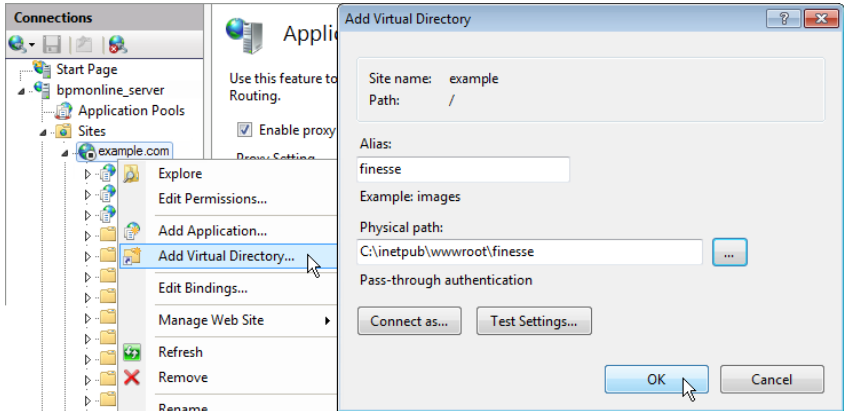 Connections
Start Page
bpmonline_server
Application Pools
Sites
example.com
Explore
Edit Permissions...
Add Application...
Add Virtual Directory...
Edit Bindings...
Manage Web Site
Refresh
Remove
Rename
Applic
Use this feature to
Routing.
Enable proxy
Proxy Setting
Add Virtual Directory
Site name: example
Path: /
Alias:
finesse
Example: images
Physical path:
C:\inetpub\wwwroot\finesse
...
Pass-through authentication
Connect as...
Test Settings...
OK
Cancel